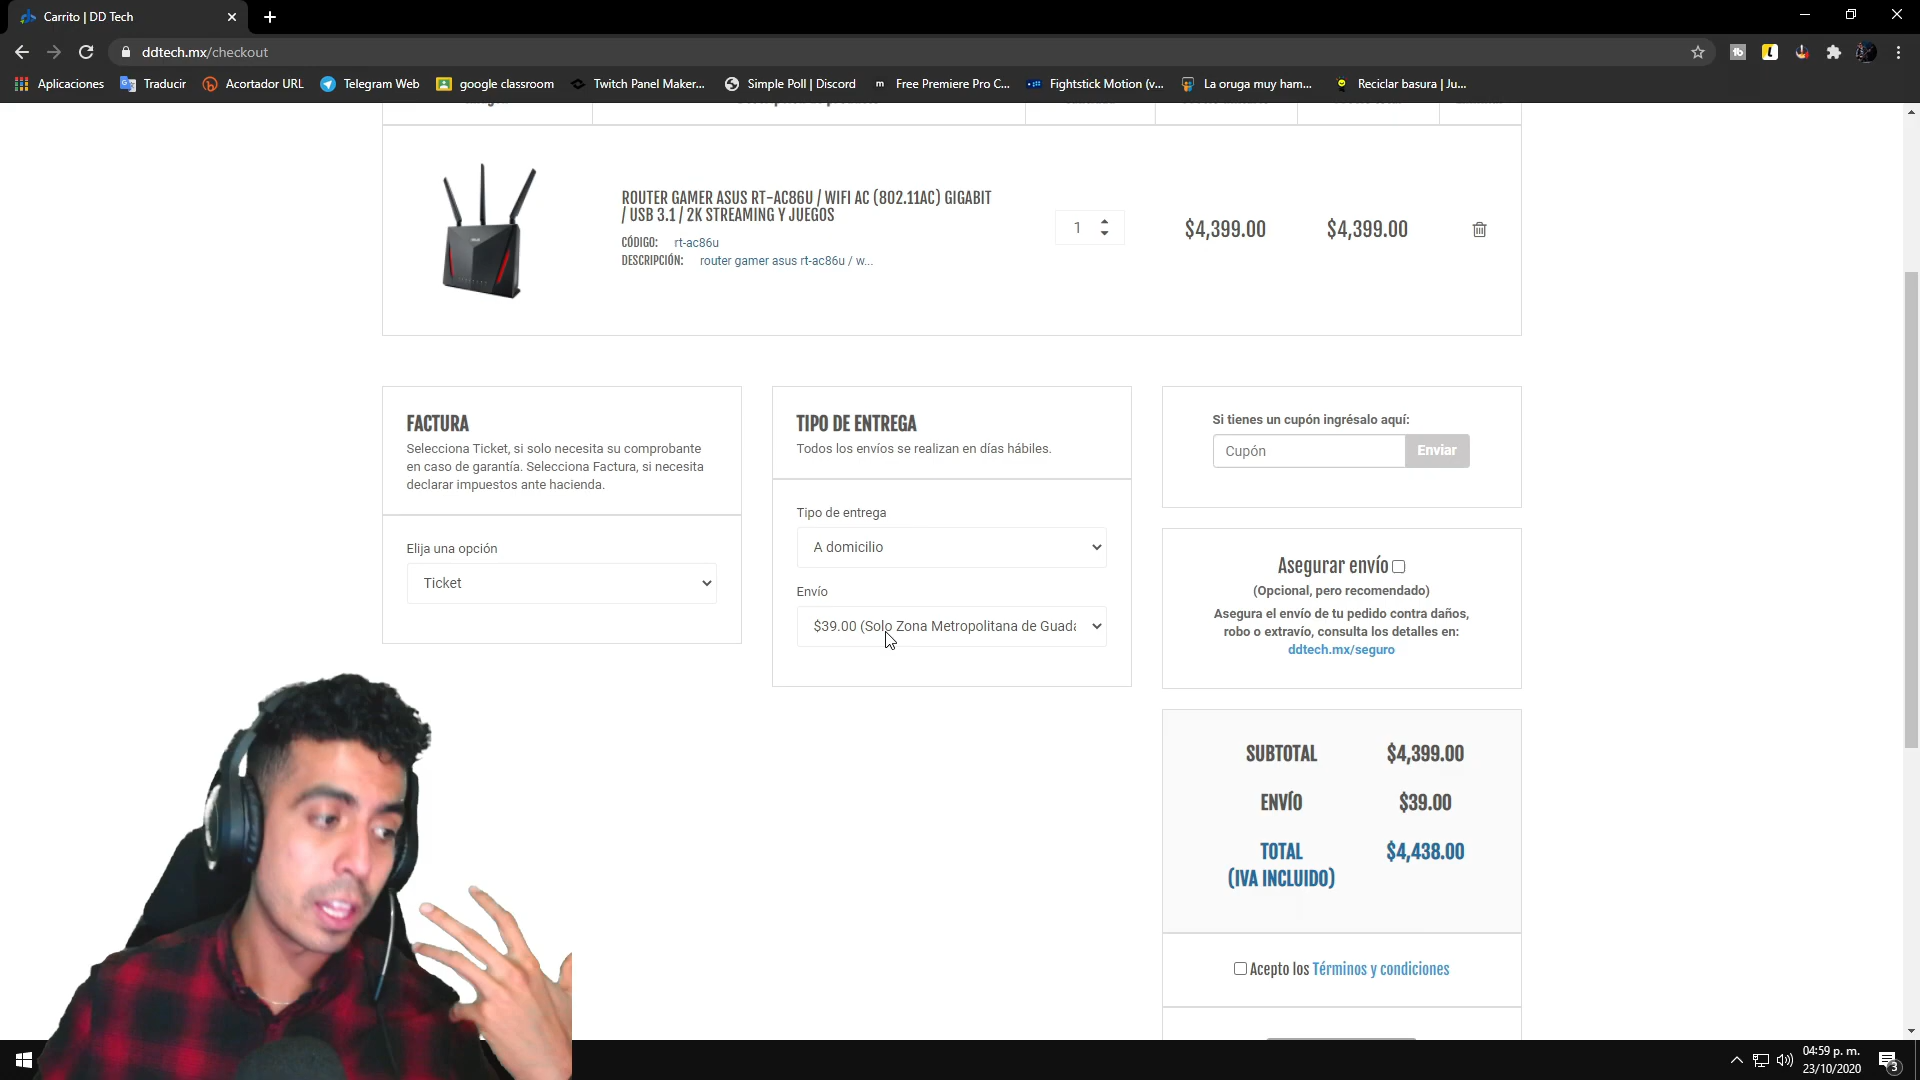 Carrito | DD Tech
ddtech.mx/checkout
Aplicaciones
Traducir
Acortador URL
Telegram Web
google classroom
Twitch Panel Maker...
Simple Poll | Discord
Free Premiere Pro C...
Fightstick Motion (v...
La oruga muy ham...
Reciclar basura | Ju...
ROUTER GAMER ASUS RT-AC86U / WIFI AC (802.11AC) GIGABIT
/ USB 3.1 / 2K STREAMING Y JUEGOS
CÓDIGO: rt-ac86u
DESCRIPCIÓN: router gamer asus rt-ac86u / w...
1
$4,399.00
$4,399.00
FACTURA
Selecciona Ticket, si solo necesita su comprobante
en caso de garantía. Selecciona Factura, si necesita
declarar impuestos ante hacienda.
Elija una opción
Ticket
TIPO DE ENTREGA
Todos los envíos se realizan en días hábiles.
Tipo de entrega
A domicilio
Envío
$39.00 (Solo Zona Metropolitana de Guada
Si tienes un cupón ingrésalo aquí:
Cupón
Enviar
Asegurar envío
(Opcional, pero recomendado)
Asegura el envío de tu pedido contra daños,
robo o extravío, consulta los detalles en:
ddtech.mx/seguro
SUBTOTAL $4,399.00
ENVÍO $39.00
TOTAL $4,438.00
(IVA INCLUIDO)
Acepto los Términos y condiciones
04:59 p. m.
23/10/2020
3